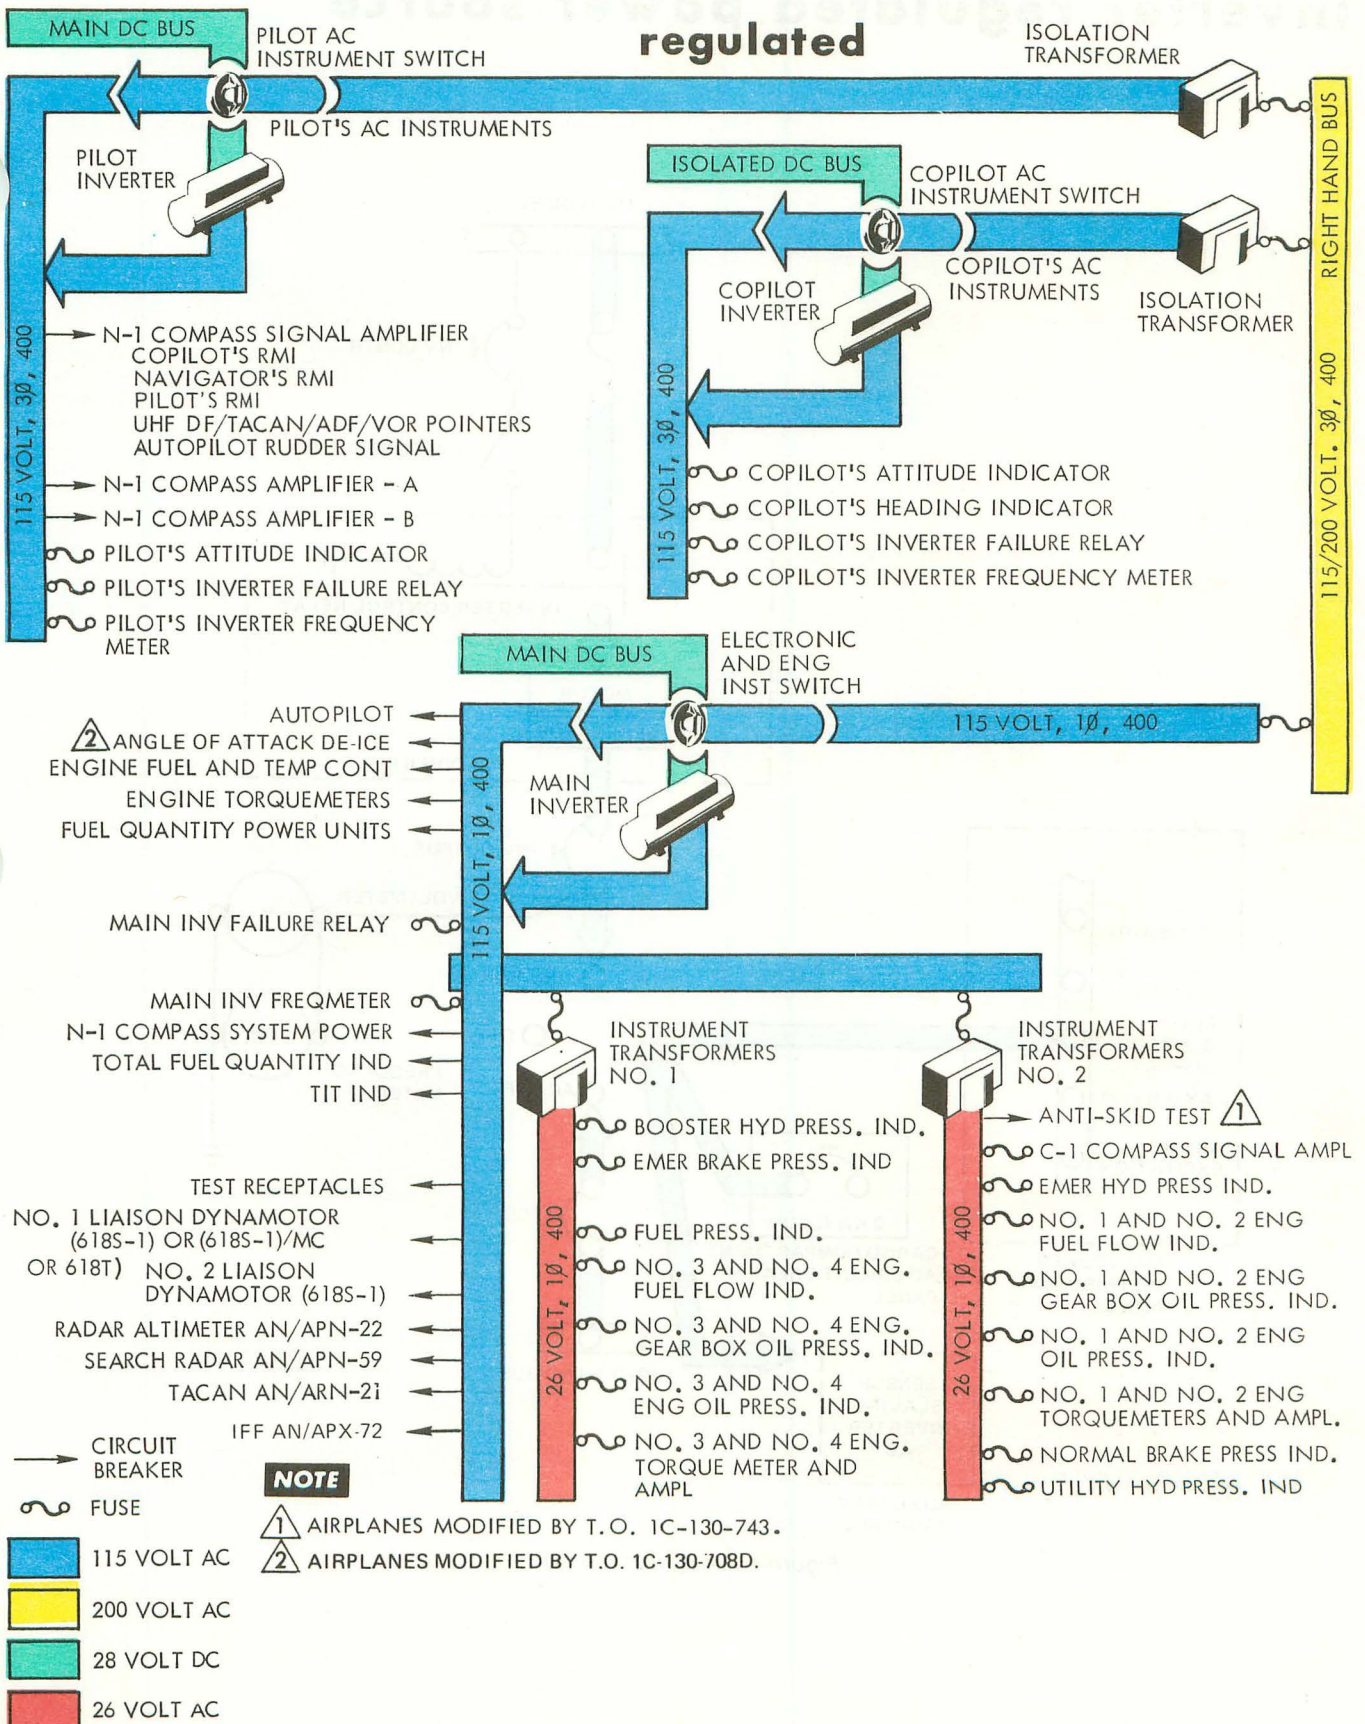 regulated
MAIN DC BUS
PILOT AC
INSTRUMENT SWITCH
ISOLATION
TRANSFORMER
PILOT'S AC INSTRUMENTS
PILOT
INVERTER
ISOLATED DC BUS
COPILOT AC
INSTRUMENT SWITCH
COPILOT'S AC
INSTRUMENTS
COPILOT
INVERTER
ISOLATION
TRANSFORMER
RIGHT HAND BUS
115/200 VOLT. 3Ø, 400
115 VOLT, 3Ø, 400
N-1 COMPASS SIGNAL AMPLIFIER
COPILOT'S RMI
NAVIGATOR'S RMI
PILOT'S RMI
UHF DF/TACAN/ADF/VOR POINTERS
AUTOPILOT RUDDER SIGNAL
N-1 COMPASS AMPLIFIER - A
N-1 COMPASS AMPLIFIER - B
PILOT'S ATTITUDE INDICATOR
PILOT'S INVERTER FAILURE RELAY
PILOT'S INVERTER FREQUENCY
METER
115 VOLT, 3Ø, 400
COPILOT'S ATTITUDE INDICATOR
COPILOT'S HEADING INDICATOR
COPILOT'S INVERTER FAILURE RELAY
COPILOT'S INVERTER FREQUENCY METER
MAIN DC BUS
ELECTRONIC
AND ENG
INST SWITCH
115 VOLT, 1Ø, 400
MAIN
INVERTER
115 VOLT, 1Ø, 400
AUTOPILOT
2 ANGLE OF ATTACK DE-ICE
ENGINE FUEL AND TEMP CONT
ENGINE TORQUEMETERS
FUEL QUANTITY POWER UNITS
MAIN INV FAILURE RELAY
MAIN INV FREQMETER
N-1 COMPASS SYSTEM POWER
TOTAL FUEL QUANTITY IND
TIT IND
TEST RECEPTACLES
NO. 1 LIAISON DYNAMOTOR
(618S-1) OR (618S-1)/MC
OR 618T) NO. 2 LIAISON
DYNAMOTOR (618S-1)
RADAR ALTIMETER AN/APN-22
SEARCH RADAR AN/APN-59
TACAN AN/ARN-21
IFF AN/APX-72
INSTRUMENT
TRANSFORMERS
NO. 1
26 VOLT, 1Ø, 400
BOOSTER HYD PRESS. IND.
EMER BRAKE PRESS. IND
FUEL PRESS. IND.
NO. 3 AND NO. 4 ENG.
FUEL FLOW IND.
NO. 3 AND NO. 4 ENG.
GEAR BOX OIL PRESS. IND.
NO. 3 AND NO. 4
ENG OIL PRESS. IND.
NO. 3 AND NO. 4 ENG.
TORQUE METER AND
AMPL
INSTRUMENT
TRANSFORMERS
NO. 2
26 VOLT, 1Ø, 400
ANTI-SKID TEST 1
C-1 COMPASS SIGNAL AMPL
EMER HYD PRESS IND.
NO. 1 AND NO. 2 ENG
FUEL FLOW IND.
NO. 1 AND NO. 2 ENG
GEAR BOX OIL PRESS. IND.
NO. 1 AND NO. 2 ENG
OIL PRESS. IND.
NO. 1 AND NO. 2 ENG
TORQUEMETERS AND AMPL.
NORMAL BRAKE PRESS IND.
UTILITY HYD PRESS. IND
CIRCUIT
BREAKER
FUSE
115 VOLT AC
200 VOLT AC
28 VOLT DC
26 VOLT AC
NOTE
1 AIRPLANES MODIFIED BY T.O. 1C-130-743.
2 AIRPLANES MODIFIED BY T.O. 1C-130-708D.